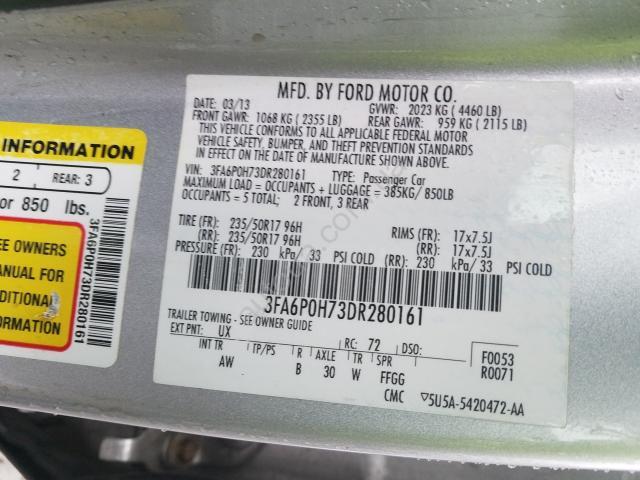 MFD. BY FORD MOTOR CO.
DATE: 03/13 GVWR: 2023 KG ( 4460 LB)
FRONT GAWR: 1068 KG ( 2355 LB) REAR GAWR: 959 KG ( 2115 LB)
THIS VEHICLE CONFORMS TO ALL APPLICABLE FEDERAL MOTOR
VEHICLE SAFETY, BUMPER, AND THEFT PREVENTION STANDARDS
IN EFFECT ON THE DATE OF MANUFACTURE SHOWN ABOVE.
VIN: 3FA6P0H73DR280161 TYPE: Passenger Car
MAXIMUM LOAD = OCCUPANTS + LUGGAGE = 385KG/ 850LB
OCCUPANTS = 5 TOTAL; 2 FRONT, 3 REAR
TIRE (FR): 235/50R17 96H RIMS (FR): 17x7.5J
(RR): 235/50R17 96H (RR): 17x7.5J
PRESSURE (FR): 230 kPa/ 33 PSI COLD (RR): 230 kPa/ 33 PSI COLD
3FA6P0H73DR280161
TRAILER TOWING - SEE OWNER GUIDE
EXT PNT: UX RC: 72 DSO: F0053
R0071
INT TR TP/PS R AXLE TR SPR
AW B 30 W FFGG
CMC 5U5A-5420472-AA
INFORMATION
2 REAR: 3
or 850 lbs.
OWNERS
MANUAL FOR
3FA6P0H73DR280161